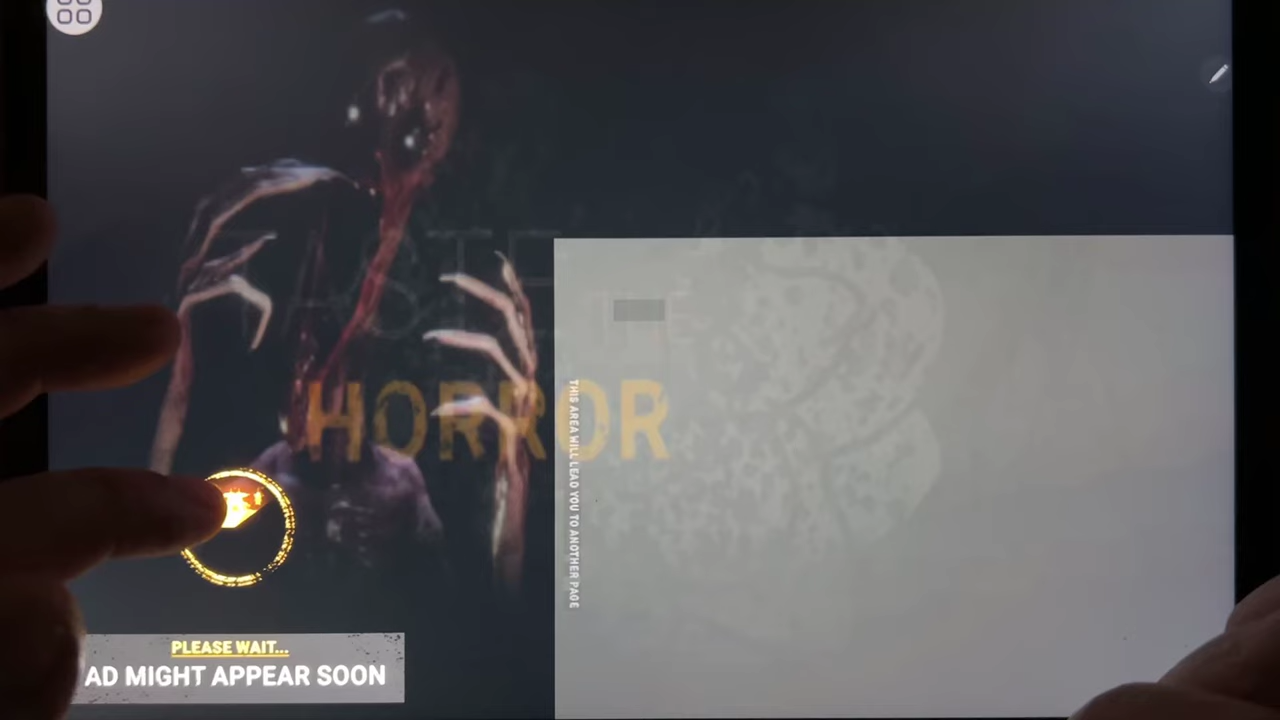 HORROR
THIS AREA WILL LEAD YOU TO ANOTHER PAGE
PLEASE WAIT...
AD MIGHT APPEAR SOON